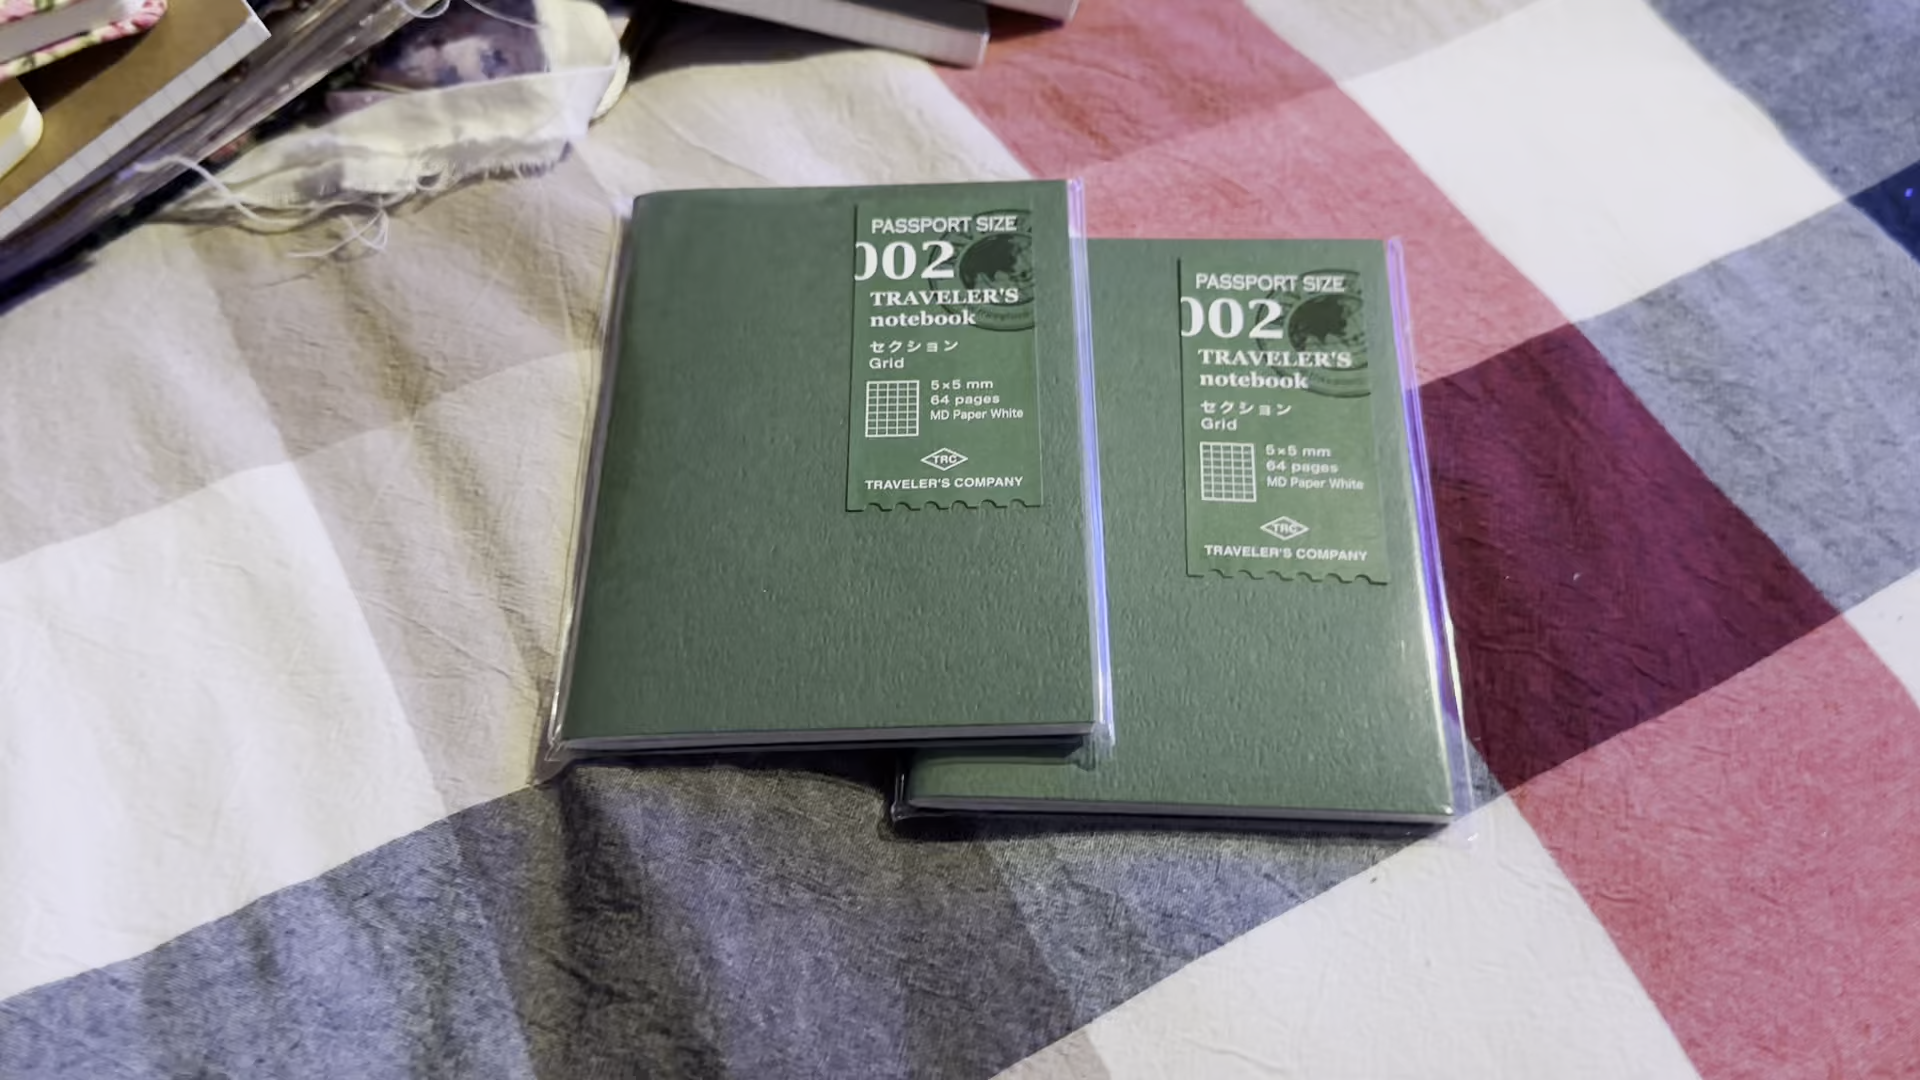 PASSPORT SIZE
002
TRAVELER'S
notebook
セクション
Grid
5×5 mm
64 pages
MD Paper White
TRC
TRAVELER'S COMPANY
PASSPORT SIZE
002
TRAVELER'S
notebook
セクション
Grid
5×5 mm
64 pages
MD Paper White
TRC
TRAVELER'S COMPANY